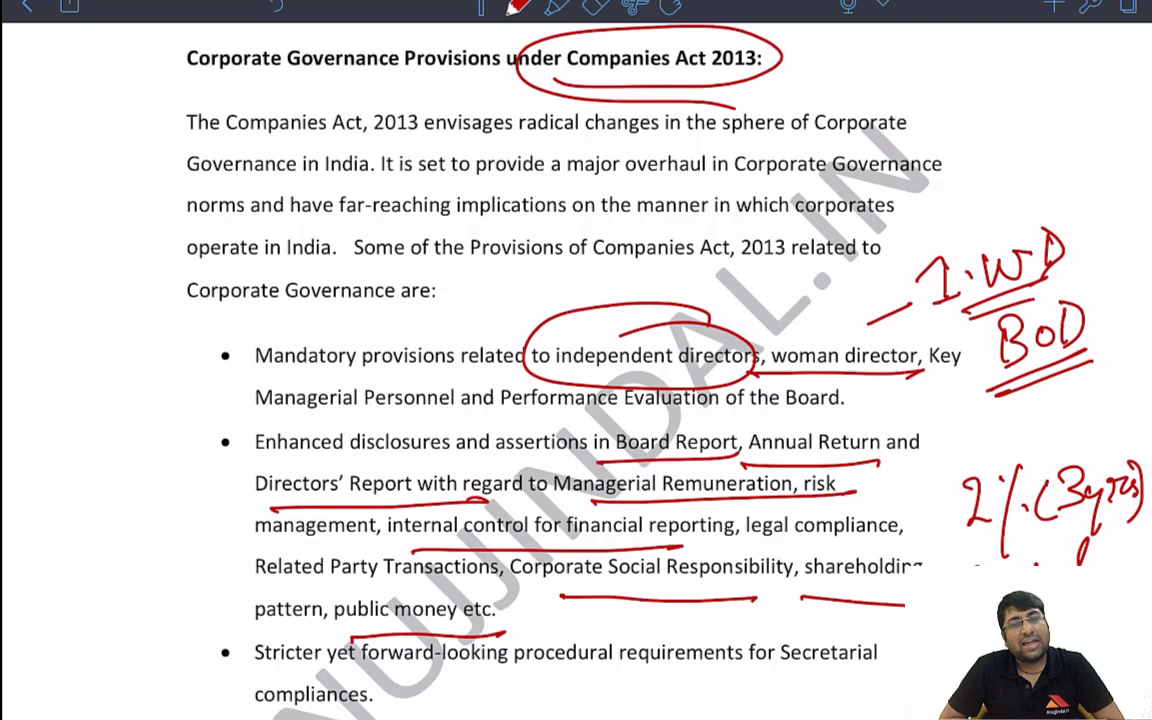 Corporate Governance Provisions under Companies Act 2013:
The Companies Act, 2013 envisages radical changes in the sphere of Corporate
Governance in India. It is set to provide a major overhaul in Corporate Governance
norms and have far-reaching implications on the manner in which corporates
operate in India. Some of the Provisions of Companies Act, 2013 related to
Corporate Governance are:
• Mandatory provisions related to independent directors, woman director, Key
Managerial Personnel and Performance Evaluation of the Board.
1. WD
BOD
• Enhanced disclosures and assertions in Board Report, Annual Return and
Directors' Report with regard to Managerial Remuneration, risk
management, internal control for financial reporting, legal compliance,
Related Party Transactions, Corporate Social Responsibility, shareholding
pattern, public money etc.
2% (3yrs)
• Stricter yet forward-looking procedural requirements for Secretarial
compliances.
ANUJJINDAL.IN